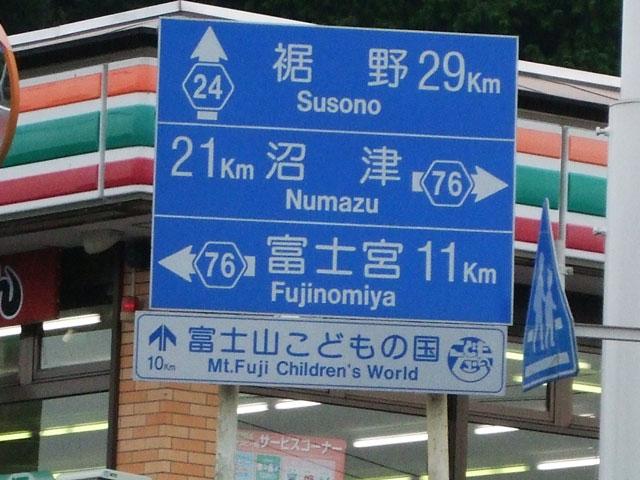 24 裾野 29Km
Susono
21Km 沼津 76
Numazu
76 富士宮 11Km
Fujinomiya
富士山こどもの国
10Km Mt.Fuji Children's World
サービスコーナー